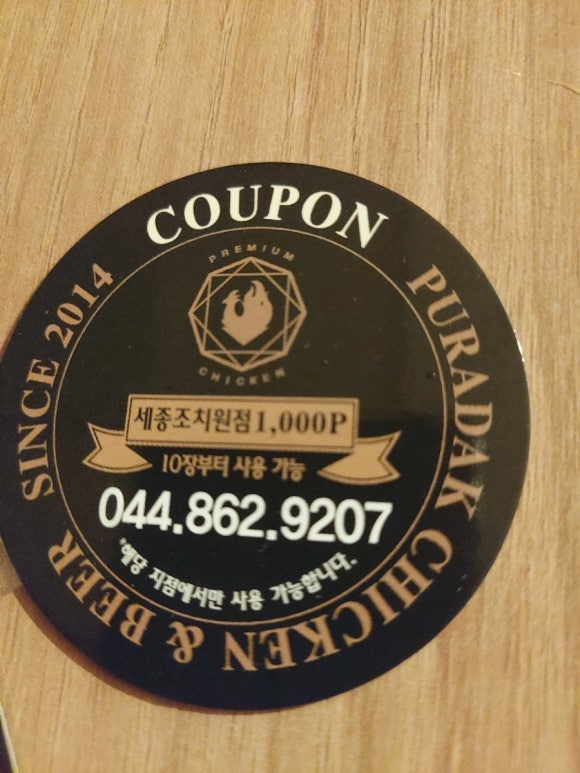 COUPON
SINCE 2014
PURADAK CHICKEN & BEER
PREMIUM
CHICKEN
세종조치원점 1,000P
10장부터 사용 가능
044.862.9207
*해당 지점에서만 사용 가능합니다.